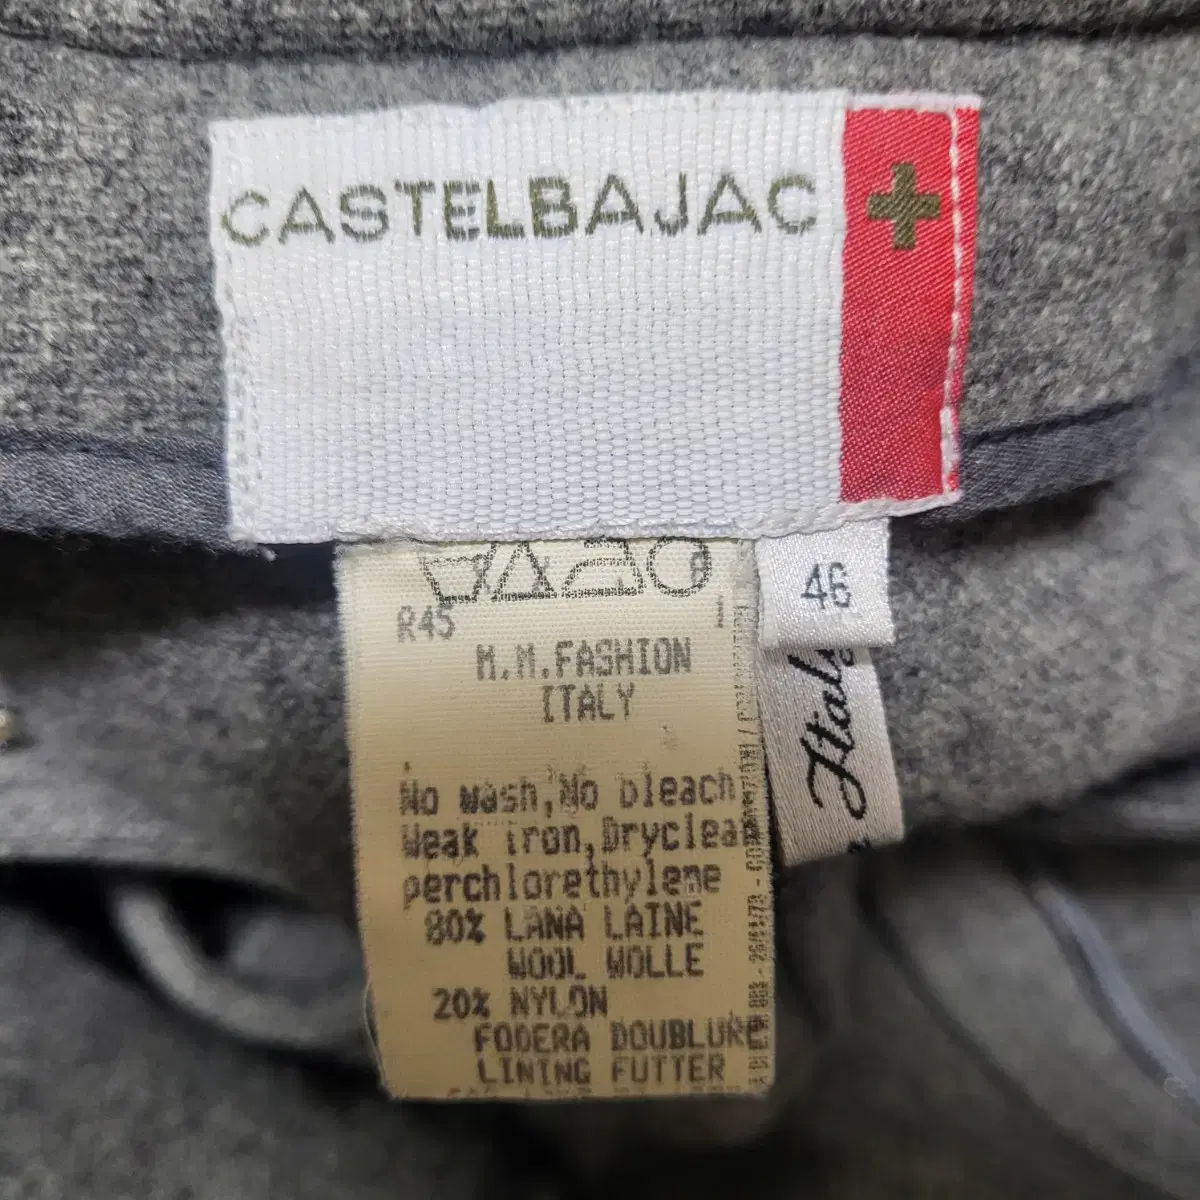 CASTELBAJAC
46
R45
M.M.FASHION
ITALY
Italy
No wash,No bleach
Weak iron,Dryclean
perchlorethylene
80% LANA LAINE
WOOL WOLLE
20% NYLON
FODERA DOUBLURE
LINING FUTTER